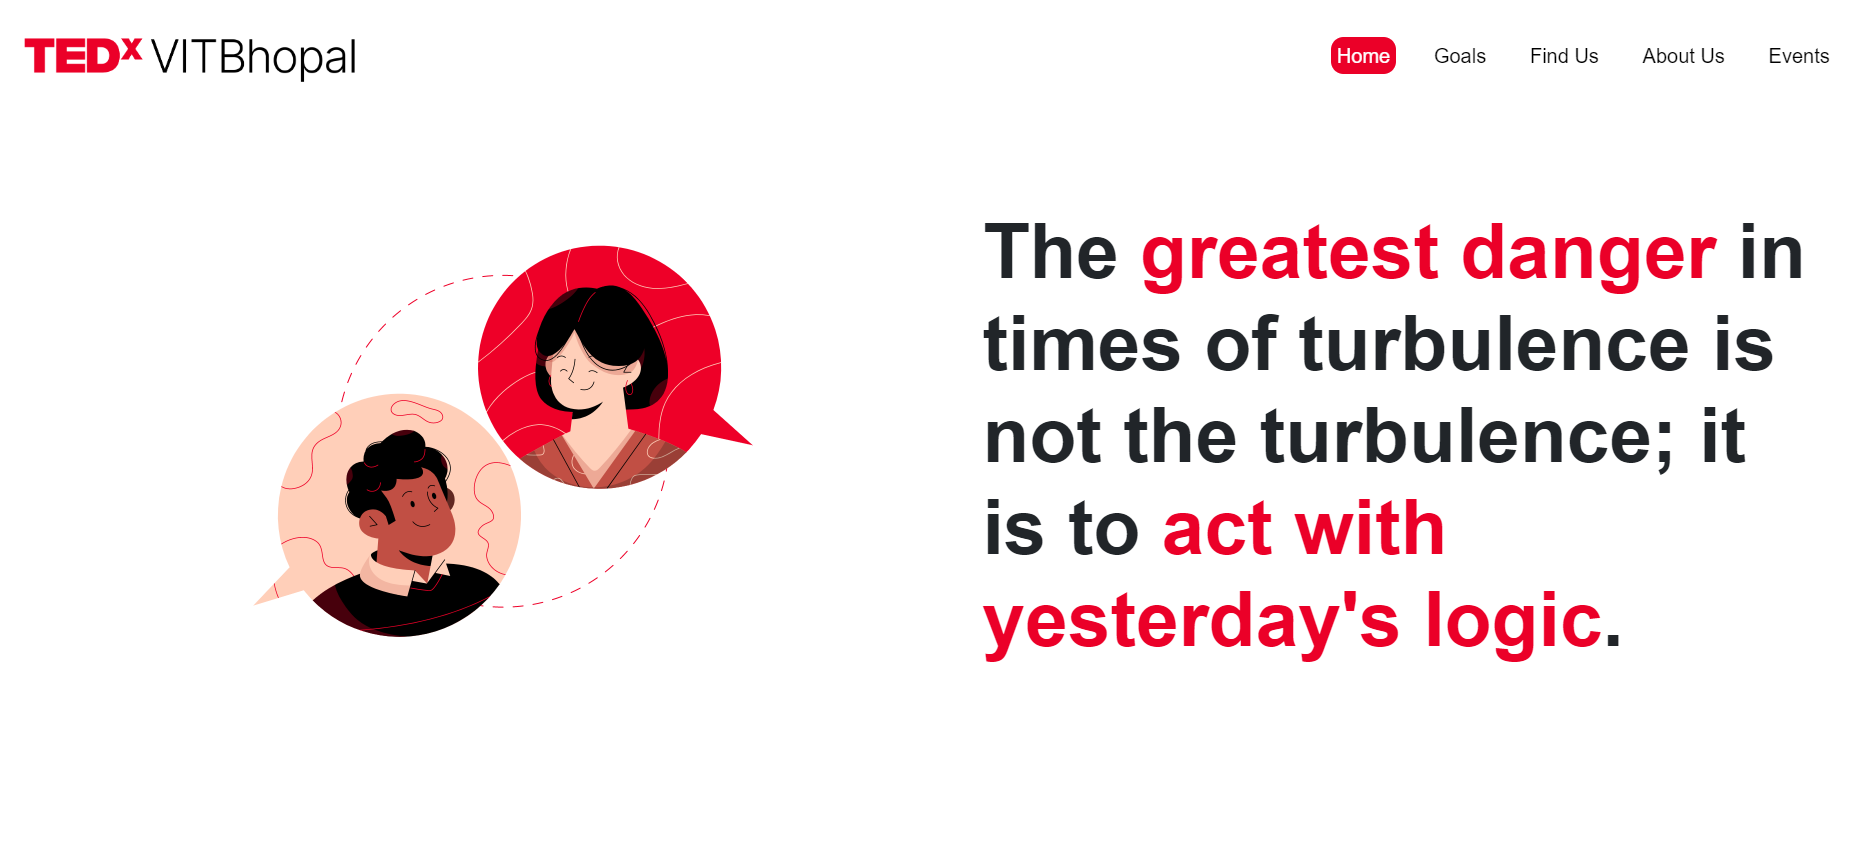 TEDx VITBhopal
Home Goals Find Us About Us Events
The greatest danger in
times of turbulence is
not the turbulence; it
is to act with
yesterday's logic.